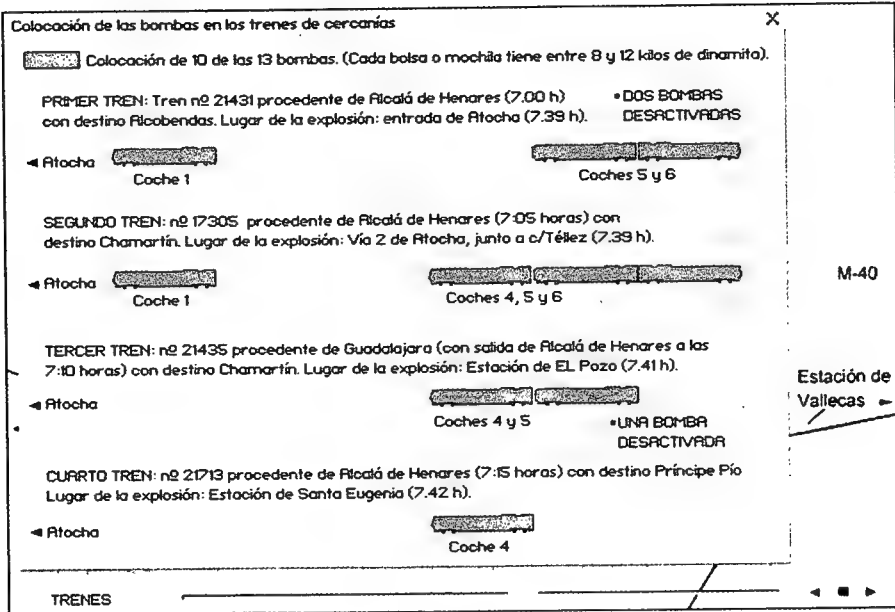 Colocación de las bombas en los trenes de cercanías
X
Colocación de 10 de las 13 bombas. (Cada bolsa o mochila tiene entre 8 y 12 kilos de dinamita).
PRIMER TREN: Tren nº 21431 procedente de Alcalá de Henares (7.00 h)
con destino Alcobendas. Lugar de la explosión: entrada de Atocha (7.39 h).
• DOS BOMBAS
DESACTIVADAS
Atocha
Coche 1
Coches 5 y 6
SEGUNDO TREN: nº 17305 procedente de Alcalá de Henares (7:05 horas) con
destino Chamartín. Lugar de la explosión: Vía 2 de Atocha, junto a c/Téllez (7.39 h).
Atocha
Coche 1
Coches 4, 5 y 6
M-40
TERCER TREN: nº 21435 procedente de Guadalajara (con salida de Alcalá de Henares a las
7:10 horas) con destino Chamartín. Lugar de la explosión: Estación de EL Pozo (7.41 h).
Atocha
Coches 4 y 5
• UNA BOMBA
DESACTIVADA
Estación de
Vallecas
CUARTO TREN: nº 21713 procedente de Alcalá de Henares (7:15 horas) con destino Príncipe Pío
Lugar de la explosión: Estación de Santa Eugenia (7.42 h).
Atocha
Coche 4
TRENES